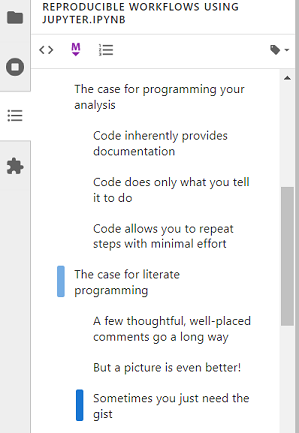 REPRODUCIBLE WORKFLOWS USING
JUPYTER.IPYNB
The case for programming your
analysis
Code inherently provides
documentation
Code does only what you tell
it to do
Code allows you to repeat
steps with minimal effort
The case for literate
programming
A few thoughtful, well-placed
comments go a long way
But a picture is even better!
Sometimes you just need the
gist